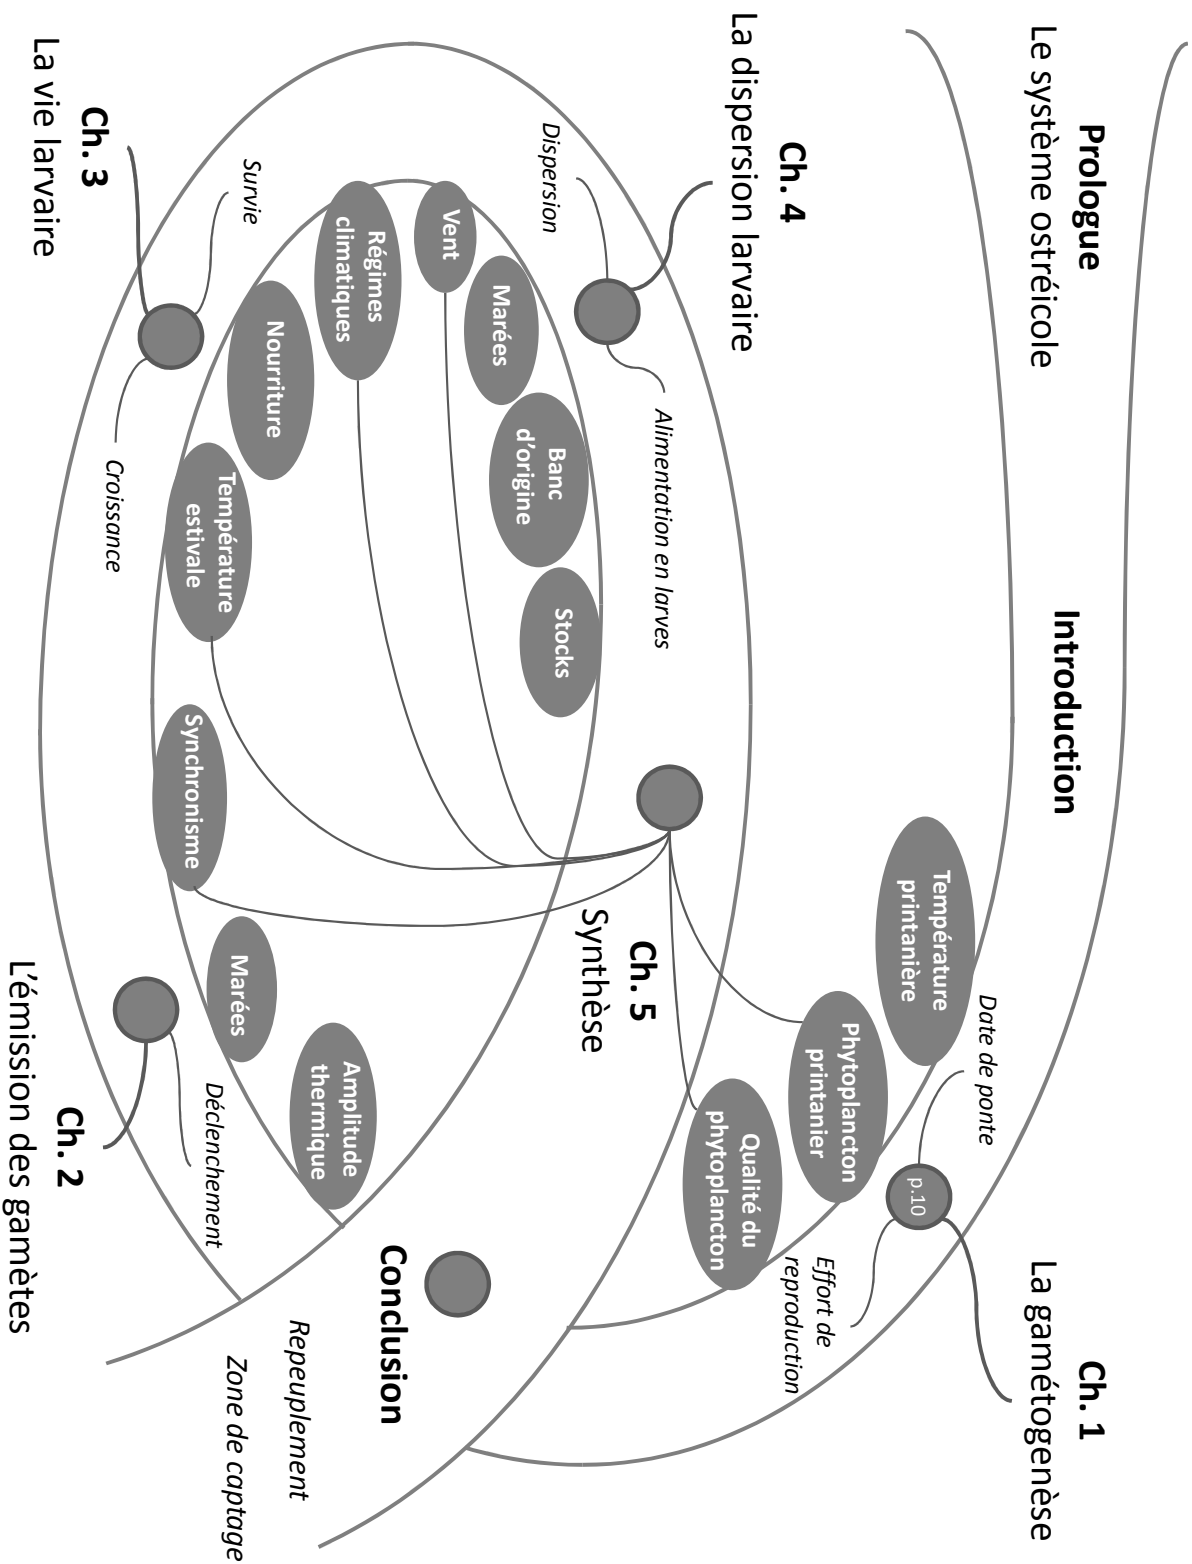 Prologue
Le système ostréicole
Introduction
Ch. 1
La gamétogenèse
Température
printanière
Date de ponte
p.10
Phytoplancton
printanier
Effort de
reproduction
Qualité du
phytoplancton
Ch. 4
La dispersion larvaire
Dispersion
Alimentation en larves
Ch. 5
Synthèse
Vent
Marées
Banc
d'origine
Stocks
Régimes
climatiques
Nourriture
Température
estivale
Synchronisme
Marées
Amplitude
thermique
Conclusion
Repeuplement
Zone de captage
Survie
Croissance
Ch. 3
La vie larvaire
Déclenchement
Ch. 2
L'émission des gamètes